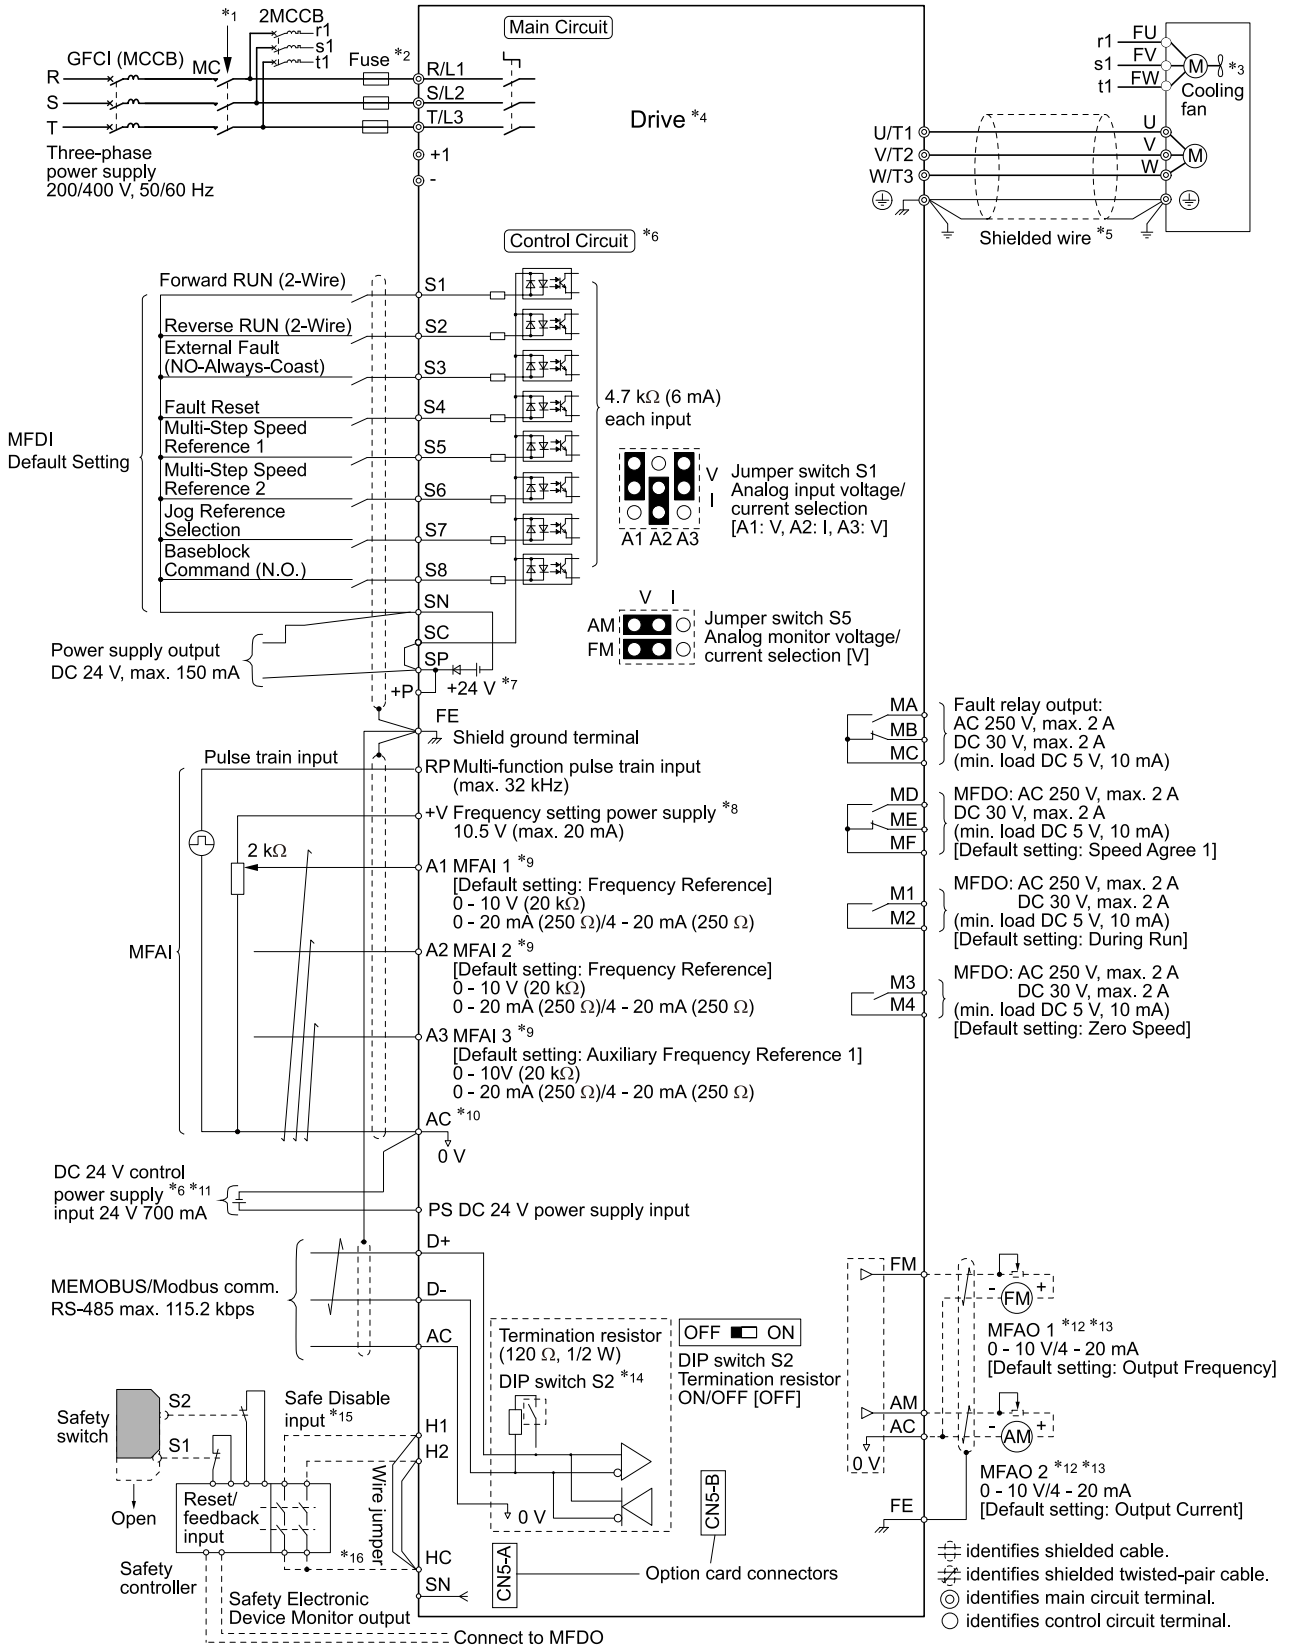 *1
2MCCB
r1
s1
t1
GFCI (MCCB)
MC
Fuse *2
R
S
T
R/L1
S/L2
T/L3
+1
-
Three-phase
power supply
200/400 V, 50/60 Hz
Main Circuit
Drive *4
r1 FU
s1 FV
t1 FW
M
*3
Cooling
fan
U/T1
V/T2
W/T3
U
V
W
M
Shielded wire *5
Control Circuit *6
MFDI
Default Setting
Forward RUN (2-Wire)
S1
Reverse RUN (2-Wire)
S2
External Fault
(NO-Always-Coast)
S3
Fault Reset
S4
Multi-Step Speed
Reference 1
S5
Multi-Step Speed
Reference 2
S6
Jog Reference
Selection
S7
Baseblock
Command (N.O.)
S8
SN
SC
SP
+P
+24 V *7
4.7 kΩ (6 mA)
each input
V
I
A1 A2 A3
Jumper switch S1
Analog input voltage/
current selection
[A1: V, A2: I, A3: V]
V I
AM
FM
Jumper switch S5
Analog monitor voltage/
current selection [V]
Power supply output
DC 24 V, max. 150 mA
FE
Shield ground terminal
MFAI
Pulse train input
2 kΩ
RP Multi-function pulse train input
(max. 32 kHz)
+V Frequency setting power supply *8
10.5 V (max. 20 mA)
A1 MFAI 1 *9
[Default setting: Frequency Reference]
0 - 10 V (20 kΩ)
0 - 20 mA (250 Ω)/4 - 20 mA (250 Ω)
A2 MFAI 2 *9
[Default setting: Frequency Reference]
0 - 10 V (20 kΩ)
0 - 20 mA (250 Ω)/4 - 20 mA (250 Ω)
A3 MFAI 3 *9
[Default setting: Auxiliary Frequency Reference 1]
0 - 10V (20 kΩ)
0 - 20 mA (250 Ω)/4 - 20 mA (250 Ω)
AC *10
0 V
MA
MB
MC
Fault relay output:
AC 250 V, max. 2 A
DC 30 V, max. 2 A
(min. load DC 5 V, 10 mA)
MD
ME
MF
MFDO: AC 250 V, max. 2 A
DC 30 V, max. 2 A
(min. load DC 5 V, 10 mA)
[Default setting: Speed Agree 1]
M1
M2
MFDO: AC 250 V, max. 2 A
DC 30 V, max. 2 A
(min. load DC 5 V, 10 mA)
[Default setting: During Run]
M3
M4
MFDO: AC 250 V, max. 2 A
DC 30 V, max. 2 A
(min. load DC 5 V, 10 mA)
[Default setting: Zero Speed]
DC 24 V control
power supply *6 *11
input 24 V 700 mA
PS DC 24 V power supply input
MEMOBUS/Modbus comm.
RS-485 max. 115.2 kbps
D+
D-
AC
Termination resistor
(120 Ω, 1/2 W)
DIP switch S2 *14
0 V
OFF ON
DIP switch S2
Termination resistor
ON/OFF [OFF]
FM
- +
FM
MFAO 1 *12 *13
0 - 10 V/4 - 20 mA
[Default setting: Output Frequency]
AM
AC
0 V
- +
AM
MFAO 2 *12 *13
0 - 10 V/4 - 20 mA
[Default setting: Output Current]
FE
Safety
switch
S2
S1
Open
Safe Disable
input *15
Reset/
feedback
input
Safety
controller
*16
Wire jumper
H1
H2
HC
SN
CN5-A
CN5-B
Option card connectors
Safety Electronic
Device Monitor output
Connect to MFDO
identifies shielded cable.
identifies shielded twisted-pair cable.
identifies main circuit terminal.
identifies control circuit terminal.